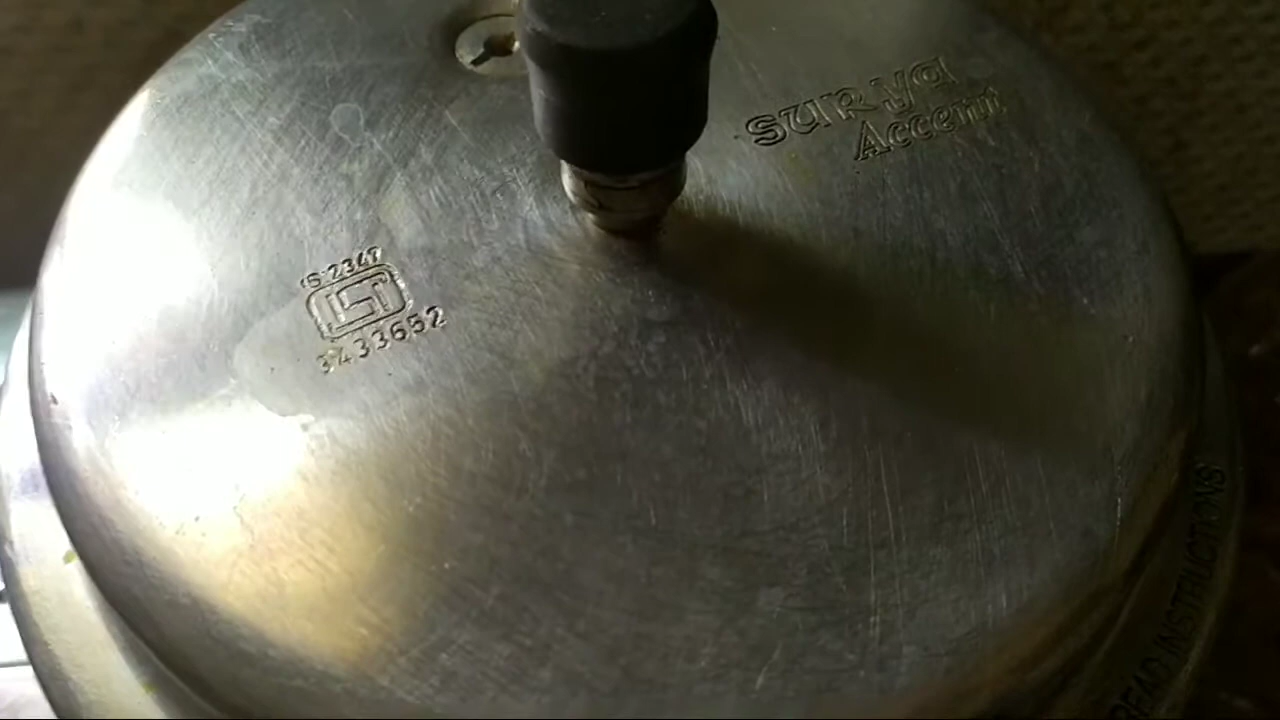 surya
Accent
IS 2347
ISI
3433652
READ INSTRUCTIONS